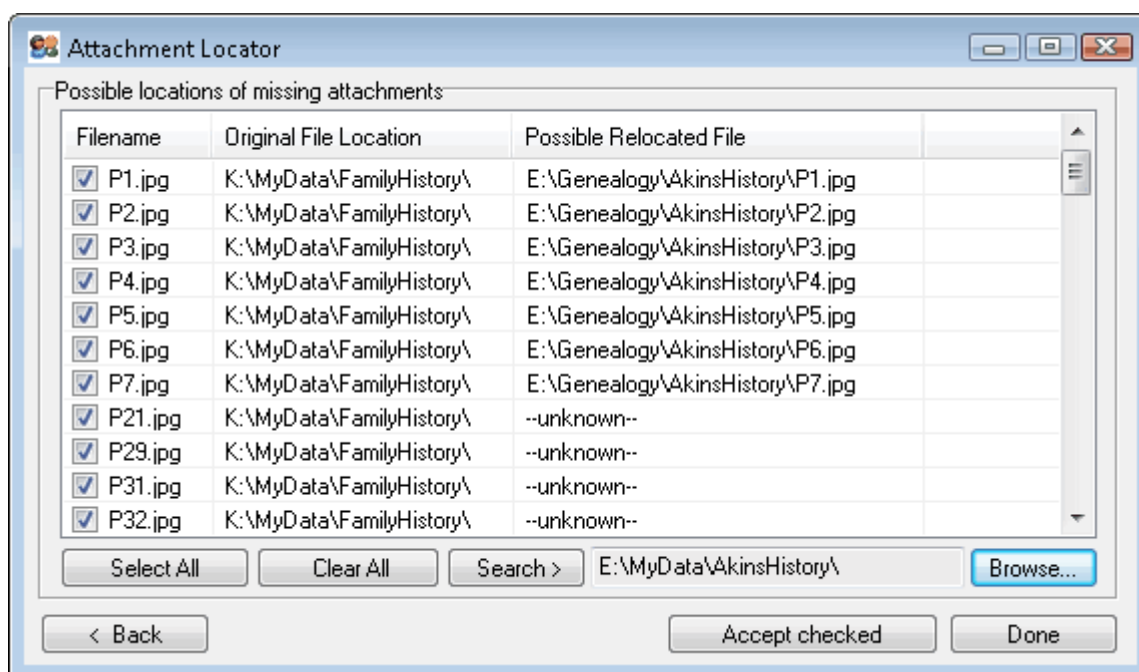 Attachment Locator
Possible locations of missing attachments
Filename Original File Location Possible Relocated File
P1.jpg K:\MyData\FamilyHistory\ E:\Genealogy\AkinsHistory\P1.jpg
P2.jpg K:\MyData\FamilyHistory\ E:\Genealogy\AkinsHistory\P2.jpg
P3.jpg K:\MyData\FamilyHistory\ E:\Genealogy\AkinsHistory\P3.jpg
P4.jpg K:\MyData\FamilyHistory\ E:\Genealogy\AkinsHistory\P4.jpg
P5.jpg K:\MyData\FamilyHistory\ E:\Genealogy\AkinsHistory\P5.jpg
P6.jpg K:\MyData\FamilyHistory\ E:\Genealogy\AkinsHistory\P6.jpg
P7.jpg K:\MyData\FamilyHistory\ E:\Genealogy\AkinsHistory\P7.jpg
P21.jpg K:\MyData\FamilyHistory\ --unknown--
P29.jpg K:\MyData\FamilyHistory\ --unknown--
P31.jpg K:\MyData\FamilyHistory\ --unknown--
P32.jpg K:\MyData\FamilyHistory\ --unknown--
Select All Clear All Search > E:\MyData\AkinsHistory\ Browse...
< Back Accept checked Done